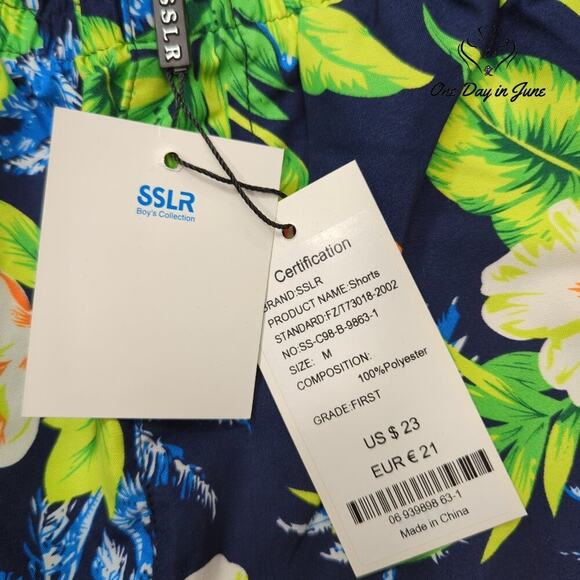 SSLR
One Day in June
SSLR
Boy's Collection
Certification
BRAND:SSLR
PRODUCT NAME:Shorts
STANDARD:FZ/T73018-2002
NO:SS-C98-B-9863-1
SIZE: M
COMPOSITION:
100%Polyester
GRADE:FIRST
US $ 23
EUR € 21
06 939898 63-1
Made in China